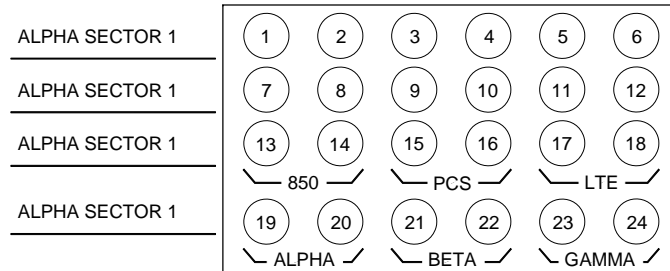 ALPHA SECTOR 1 1 2 3 4 5 6
ALPHA SECTOR 1 7 8 9 10 11 12
ALPHA SECTOR 1 13 14 15 16 17 18
850 PCS LTE
ALPHA SECTOR 1 19 20 21 22 23 24
ALPHA BETA GAMMA